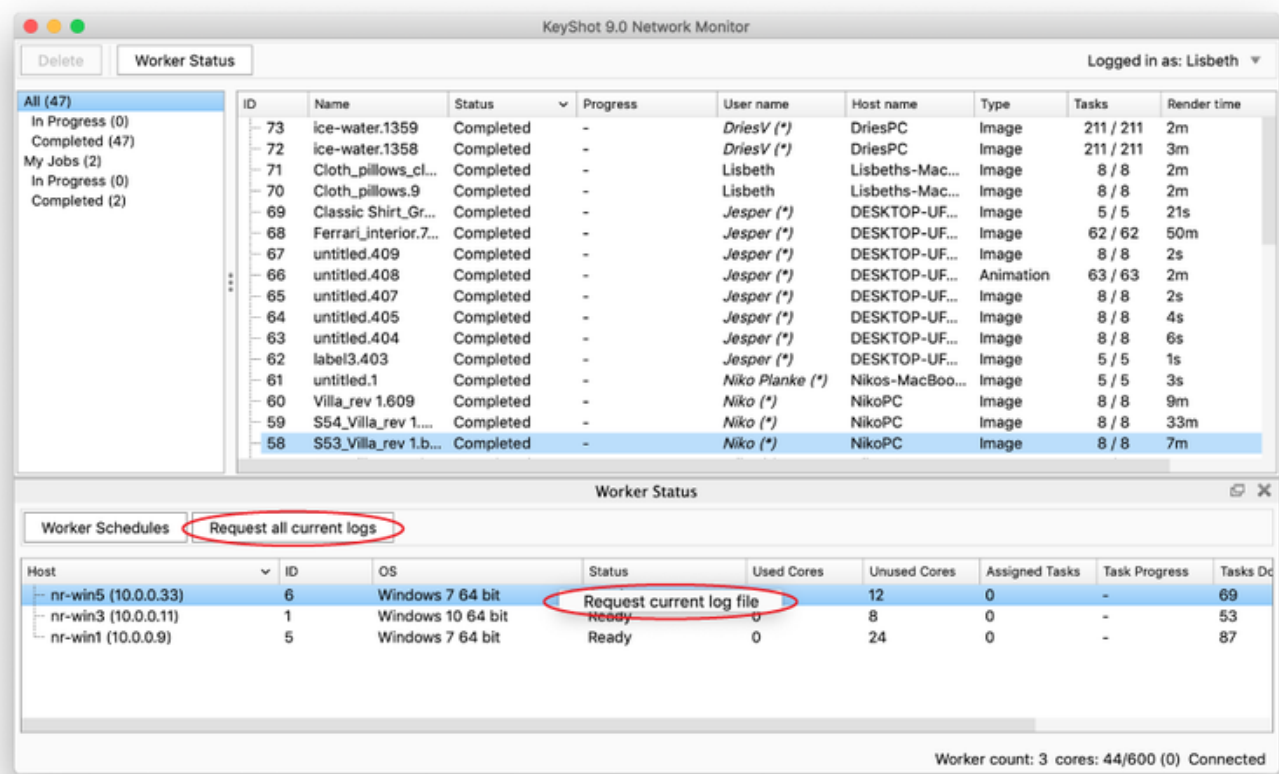 KeyShot 9.0 Network Monitor
Delete Worker Status Logged in as: Lisbeth
All (47)
In Progress (0)
Completed (47)
My Jobs (2)
In Progress (0)
Completed (2)
ID Name Status Progress User name Host name Type Tasks Render time
73 ice-water.1359 Completed - DriesV (*) DriesPC Image 211 / 211 2m
72 ice-water.1358 Completed - DriesV (*) DriesPC Image 211 / 211 3m
71 Cloth_pillows_cl... Completed - Lisbeth Lisbeths-Mac... Image 8 / 8 2m
70 Cloth_pillows.9 Completed - Lisbeth Lisbeths-Mac... Image 8 / 8 2m
69 Classic Shirt_Gr... Completed - Jesper (*) DESKTOP-UF... Image 5 / 5 21s
68 Ferrari_interior.7... Completed - Jesper (*) DESKTOP-UF... Image 62 / 62 50m
67 untitled.409 Completed - Jesper (*) DESKTOP-UF... Image 8 / 8 2s
66 untitled.408 Completed - Jesper (*) DESKTOP-UF... Animation 63 / 63 2m
65 untitled.407 Completed - Jesper (*) DESKTOP-UF... Image 8 / 8 2s
64 untitled.405 Completed - Jesper (*) DESKTOP-UF... Image 8 / 8 4s
63 untitled.404 Completed - Jesper (*) DESKTOP-UF... Image 8 / 8 6s
62 label3.403 Completed - Jesper (*) DESKTOP-UF... Image 5 / 5 1s
61 untitled.1 Completed - Niko Planke (*) Nikos-MacBoo... Image 5 / 5 3s
60 Villa_rev 1.609 Completed - Niko (*) NikoPC Image 8 / 8 9m
59 S54_Villa_rev 1.... Completed - Niko (*) NikoPC Image 8 / 8 33m
58 S53_Villa_rev 1.b... Completed - Niko (*) NikoPC Image 8 / 8 7m
Worker Status
Worker Schedules Request all current logs
Host ID OS Status Used Cores Unused Cores Assigned Tasks Task Progress Tasks Do
nr-win5 (10.0.0.33) 6 Windows 7 64 bit Request current log file 12 0 - 69
nr-win3 (10.0.0.11) 1 Windows 10 64 bit Ready 0 8 0 - 53
nr-win1 (10.0.0.9) 5 Windows 7 64 bit Ready 0 24 0 - 87
Worker count: 3 cores: 44/600 (0) Connected